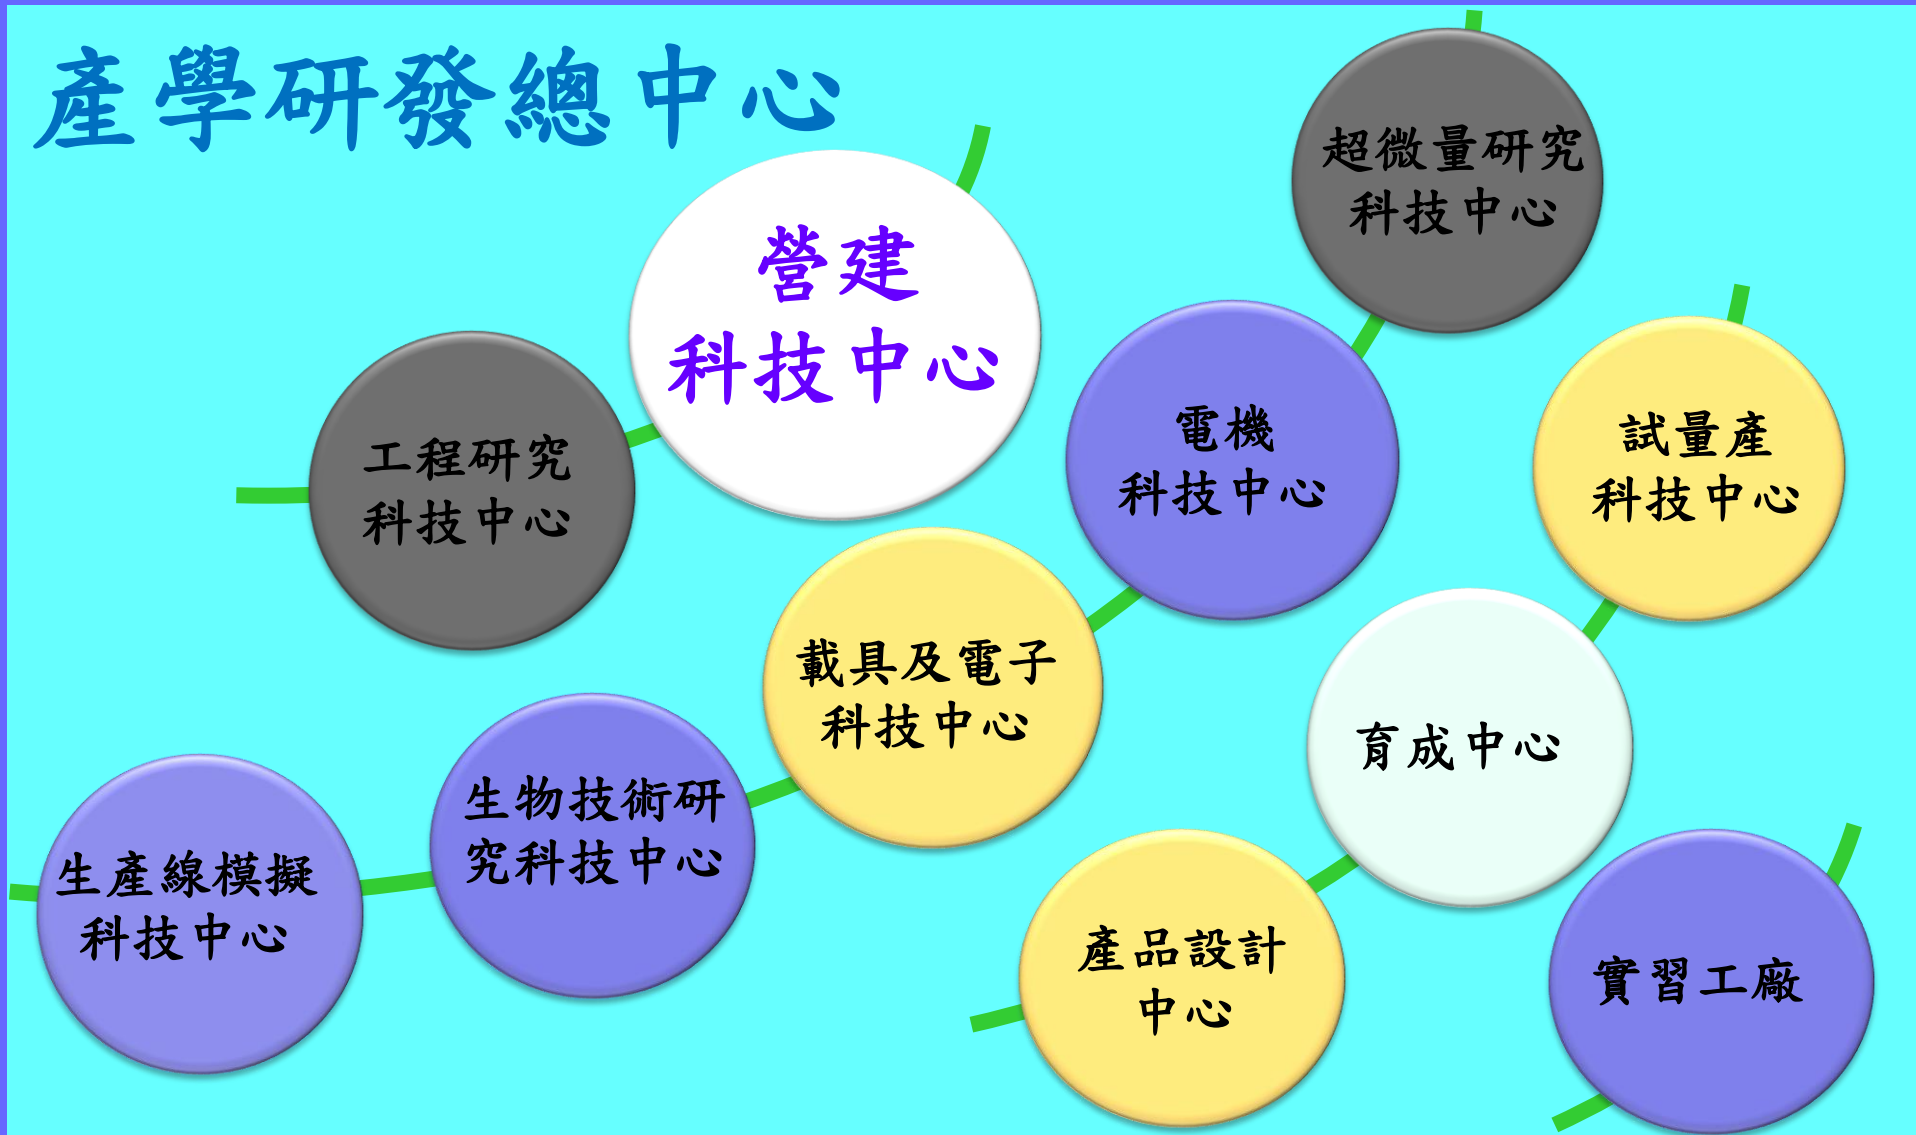 產學研發總中心
超微量研究
科技中心
營建
科技中心
電機
科技中心
試量產
科技中心
工程研究
科技中心
載具及電子
科技中心
育成中心
生物技術研
究科技中心
生產線模擬
科技中心
產品設計
中心
實習工廠